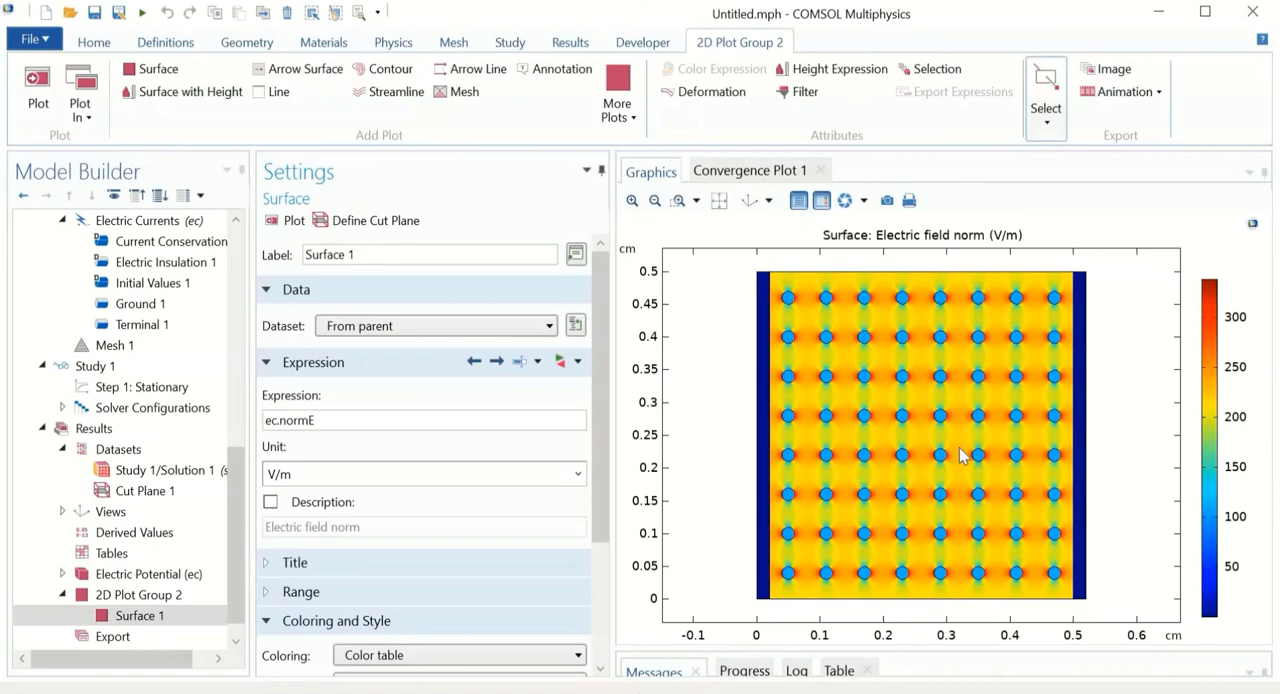 Untitled.mph - COMSOL Multiphysics
File Home Definitions Geometry Materials Physics Mesh Study Results Developer 2D Plot Group 2
Surface Arrow Surface Contour Arrow Line Annotation Color Expression Height Expression Selection Image
Surface with Height Line Streamline Mesh Deformation Filter Export Expressions Animation
Plot Plot In More Plots Select
Plot Add Plot Attributes Export
Model Builder
Electric Currents (ec)
Current Conservation
Electric Insulation 1
Initial Values 1
Ground 1
Terminal 1
Mesh 1
Study 1
Step 1: Stationary
Solver Configurations
Results
Datasets
Study 1/Solution 1 (s
Cut Plane 1
Views
Derived Values
Tables
Electric Potential (ec)
2D Plot Group 2
Surface 1
Export
Settings
Surface
Plot Define Cut Plane
Label: Surface 1
Data
Dataset: From parent
Expression
Expression:
ec.normE
Unit:
V/m
Description:
Electric field norm
Title
Range
Coloring and Style
Coloring: Color table
Graphics Convergence Plot 1
Surface: Electric field norm (V/m)
cm
0.5
0.45
0.4
0.35
0.3
0.25
0.2
0.15
0.1
0.05
0
-0.1 0 0.1 0.2 0.3 0.4 0.5 0.6 cm
300
250
200
150
100
50
Messages Progress Log Table